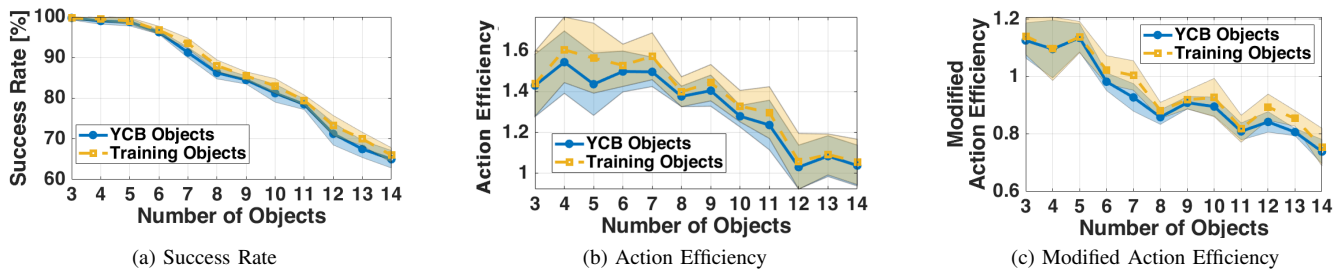 Success Rate [%]
100
90
80
70
60
YCB Objects
Training Objects
3 4 5 6 7 8 9 10 11 12 13 14
Number of Objects
(a) Success Rate
Action Efficiency
1.6
1.4
1.2
1
YCB Objects
Training Objects
3 4 5 6 7 8 9 10 11 12 13 14
Number of Objects
(b) Action Efficiency
Modified
Action Efficiency
1.2
1
0.8
0.6
YCB Objects
Training Objects
3 4 5 6 7 8 9 10 11 12 13 14
Number of Objects
(c) Modified Action Efficiency